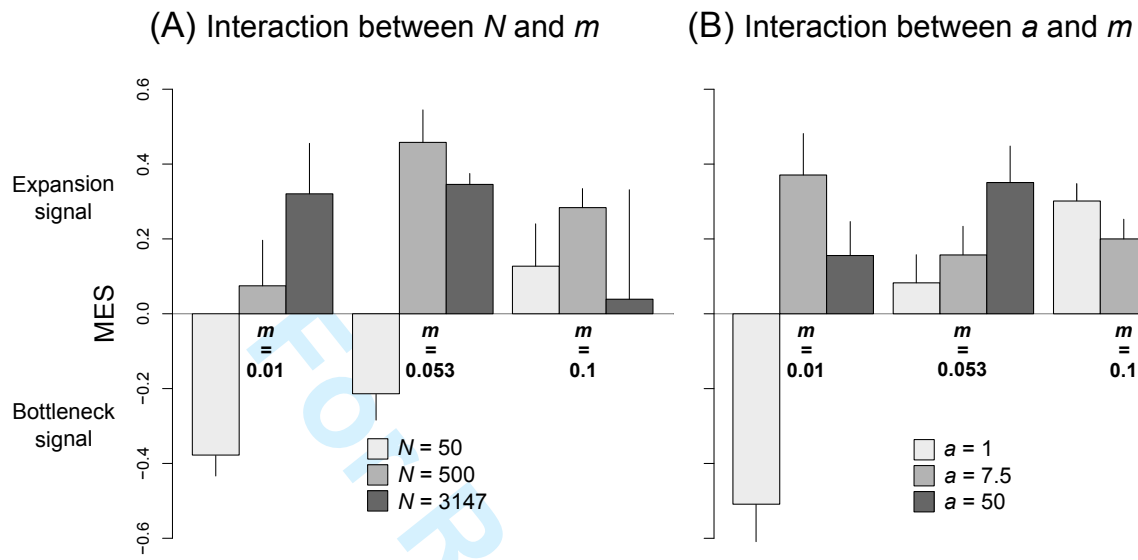 (A) Interaction between N and m
(B) Interaction between a and m
0.6
0.4
0.2
0.0
−0.2
−0.4
−0.6
MES
Expansion
signal
Bottleneck
signal
m
=
0.01
m
=
0.053
m
=
0.1
N = 50
N = 500
N = 3147
m
=
0.01
m
=
0.053
m
=
0.1
a = 1
a = 7.5
a = 50
For R